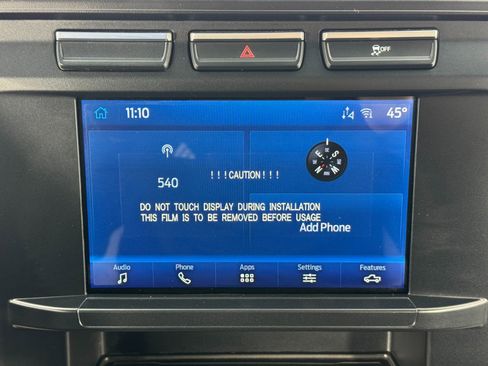 OFF
11:10
45°
540
! ! ! CAUTION ! ! !
DO NOT TOUCH DISPLAY DURING INSTALLATION
THIS FILM IS TO BE REMOVED BEFORE USAGE
Add Phone
Audio
Phone
Apps
Settings
Features